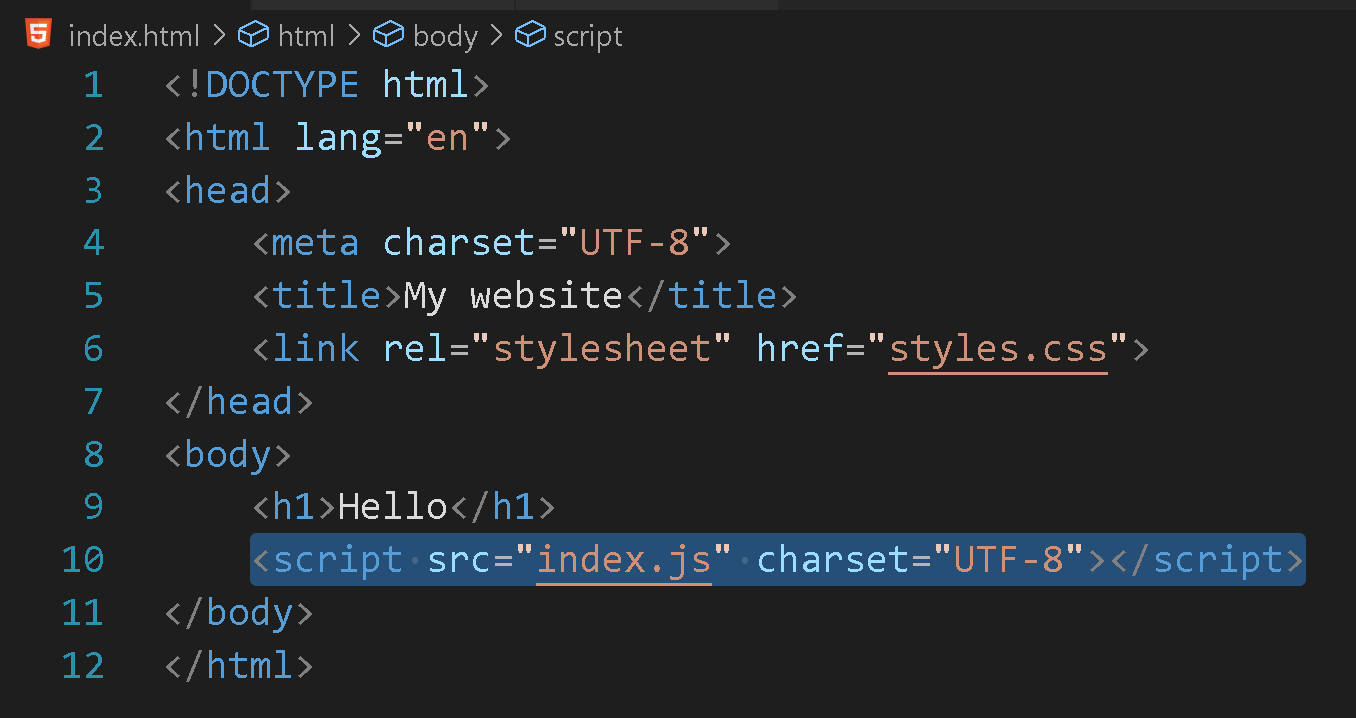 index.html > html > body > script
1 <!DOCTYPE html>
2 <html lang="en">
3 <head>
4     <meta charset="UTF-8">
5     <title>My website</title>
6     <link rel="stylesheet" href="styles.css">
7 </head>
8 <body>
9     <h1>Hello</h1>
10     <script src="index.js" charset="UTF-8"></script>
11 </body>
12 </html>